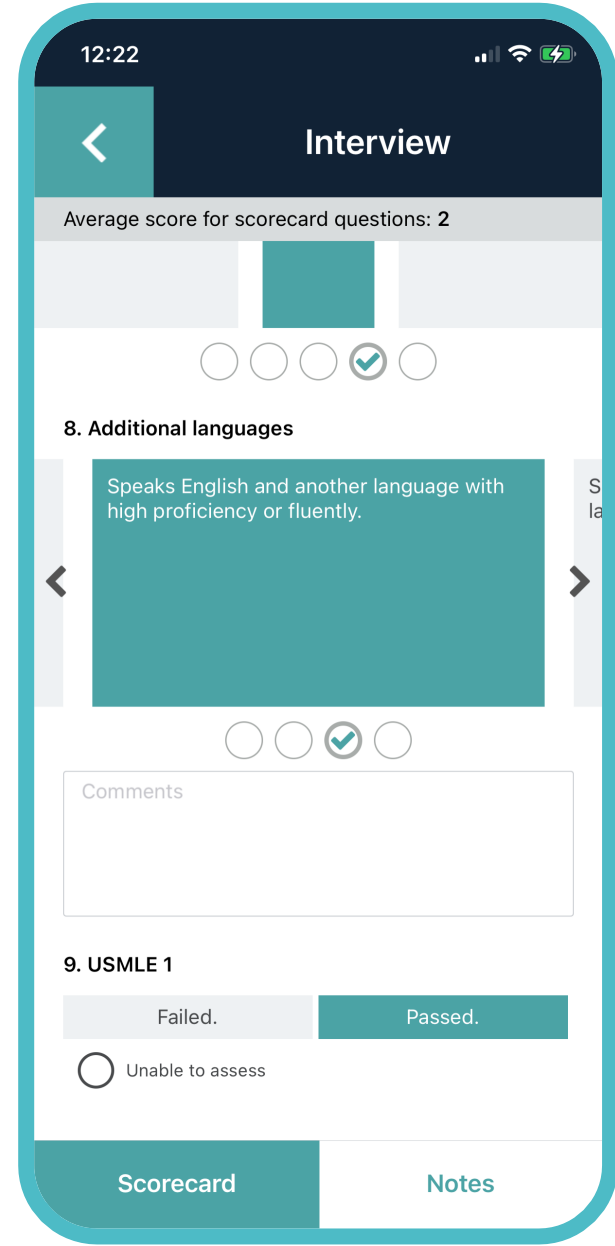 12:22
Interview
Average score for scorecard questions: 2
8. Additional languages
Speaks English and another language with
high proficiency or fluently.
Comments
9. USMLE 1
Failed.
Passed.
Unable to assess
Scorecard
Notes